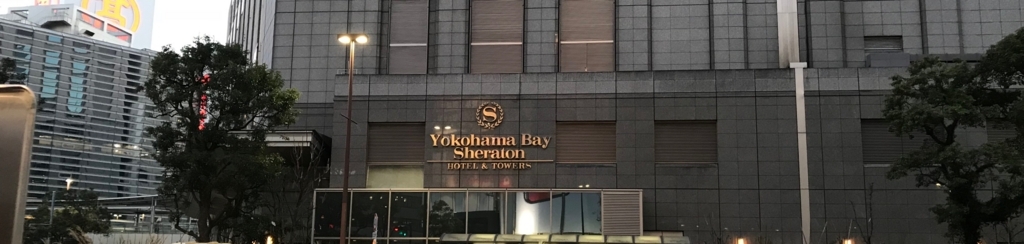 S
Yokohama Bay
Sheraton
HOTEL & TOWERS